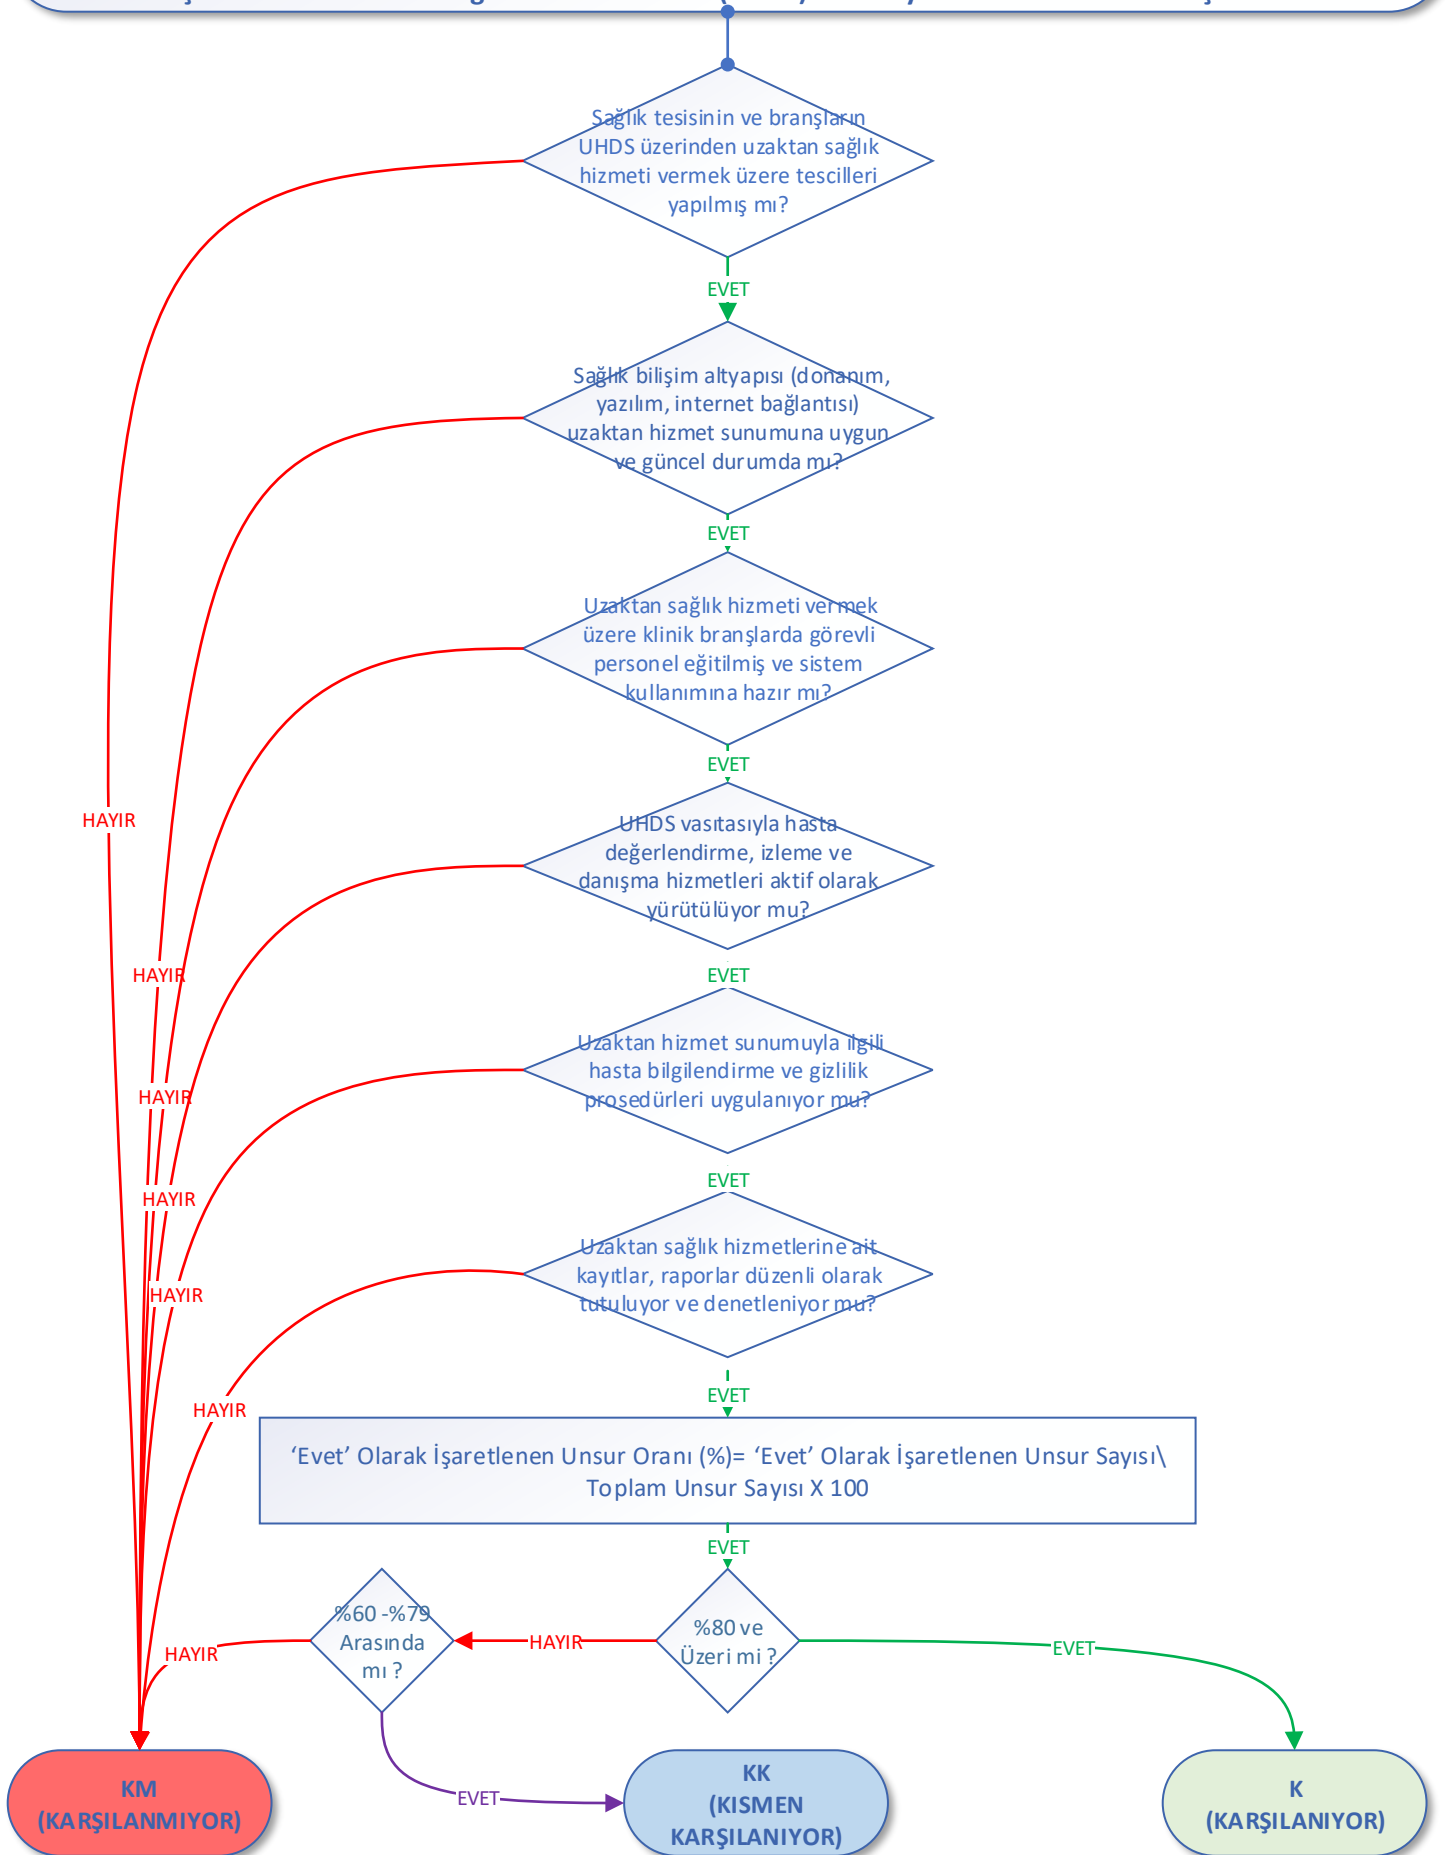 Sağlık tesisinin ve branşların
UHDS üzerinden uzaktan sağlık
hizmeti vermek üzere tescilleri
yapılmış mı?
EVET
Sağlık bilişim altyapısı (donanım,
yazılım, internet bağlantısı)
uzaktan hizmet sunumuna uygun
ve güncel durumda mı?
EVET
Uzaktan sağlık hizmeti vermek
üzere klinik branşlarda görevli
personel eğitilmiş ve sistem
kullanımına hazır mı?
EVET
HAYIR
UHDS vasıtasıyla hasta
değerlendirme, izleme ve
danışma hizmetleri aktif olarak
yürütülüyor mu?
HAYIR
EVET
Uzaktan hizmet sunumuyla ilgili
hasta bilgilendirme ve gizlilik
prosedürleri uygulanıyor mu?
HAYIR
EVET
HAYIR
Uzaktan sağlık hizmetlerine ait
kayıtlar, raporlar düzenli olarak
tutuluyor ve denetleniyor mu?
HAYIR
EVET
HAYIR
‘Evet’ Olarak İşaretlenen Unsur Oranı (%)= ‘Evet’ Olarak İşaretlenen Unsur Sayısı\
Toplam Unsur Sayısı X 100
EVET
%60 -%79
Arasında
mı ?
%80 ve
Üzeri mi ?
HAYIR
HAYIR
EVET
EVET
KM
(KARŞILANMIYOR)
KK
(KISMEN
KARŞILANIYOR)
K
(KARŞILANIYOR)